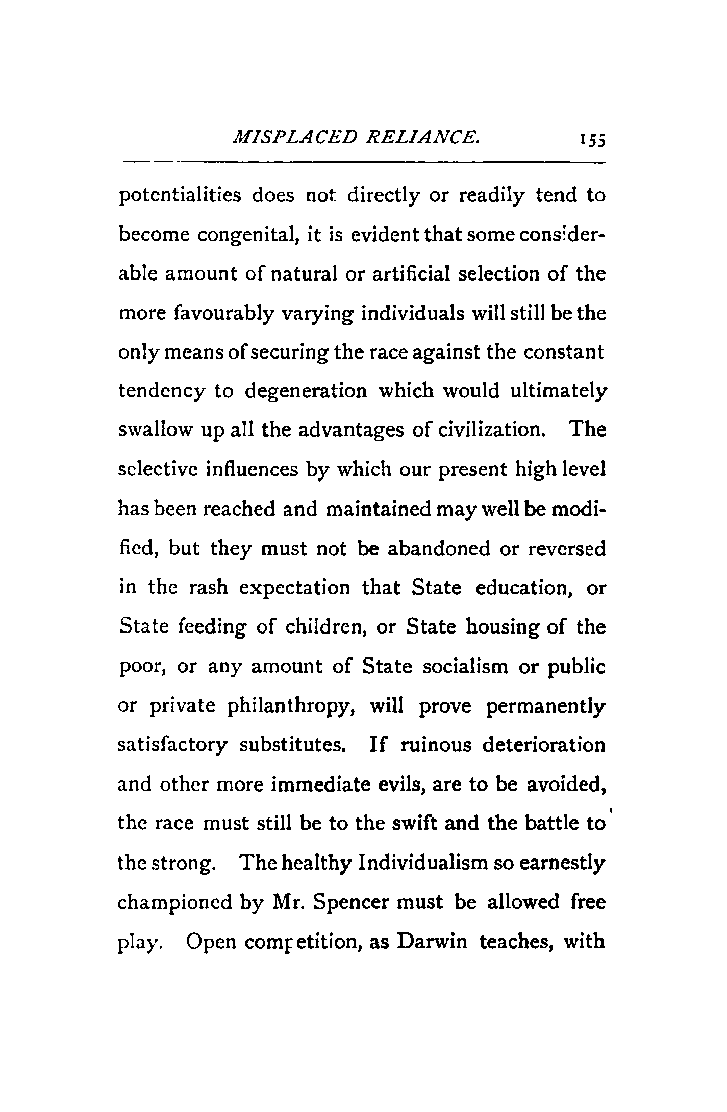 MISPLACED RELIANCE. 155
potentialities does not directly or readily tend to
become congenital, it is evident that some consider-
able amount of natural or artificial selection of the
more favourably varying individuals will still be the
only means of securing the race against the constant
tendency to degeneration which would ultimately
swallow up all the advantages of civilization. The
selective influences by which our present high level
has been reached and maintained may well be modi-
fied, but they must not be abandoned or reversed
in the rash expectation that State education, or
State feeding of children, or State housing of the
poor, or any amount of State socialism or public
or private philanthropy, will prove permanently
satisfactory substitutes. If ruinous deterioration
and other more immediate evils, are to be avoided,
the race must still be to the swift and the battle to
the strong. The healthy Individualism so earnestly
championed by Mr. Spencer must be allowed free
play. Open competition, as Darwin teaches, with